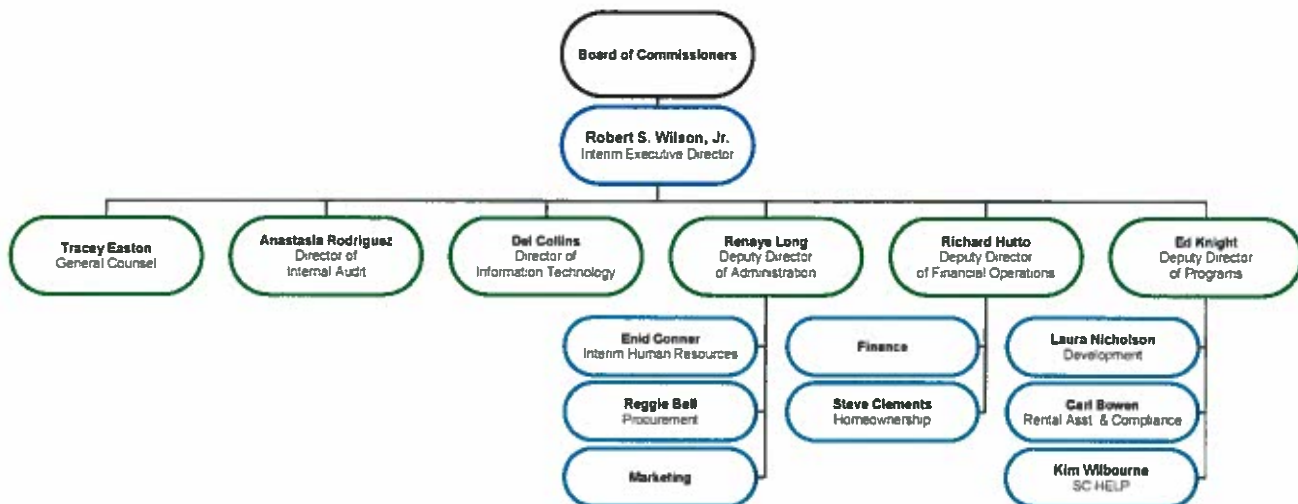 Board of Commissioners
Robert S. Wilson, Jr.
Interim Executive Director
Tracey Easton
General Counsel
Anastasia Rodriguez
Director of
Internal Audit
Del Collins
Director of
Information Technology
Renaye Long
Deputy Director
of Administration
Richard Hutto
Deputy Director
of Financial Operations
Ed Knight
Deputy Director
of Programs
Enid Conner
Interim Human Resources
Reggie Bell
Procurement
Marketing
Finance
Steve Clements
Homeownership
Laura Nicholson
Development
Carl Bowen
Rental Asst. & Compliance
Kim Wilbourne
SC HELP